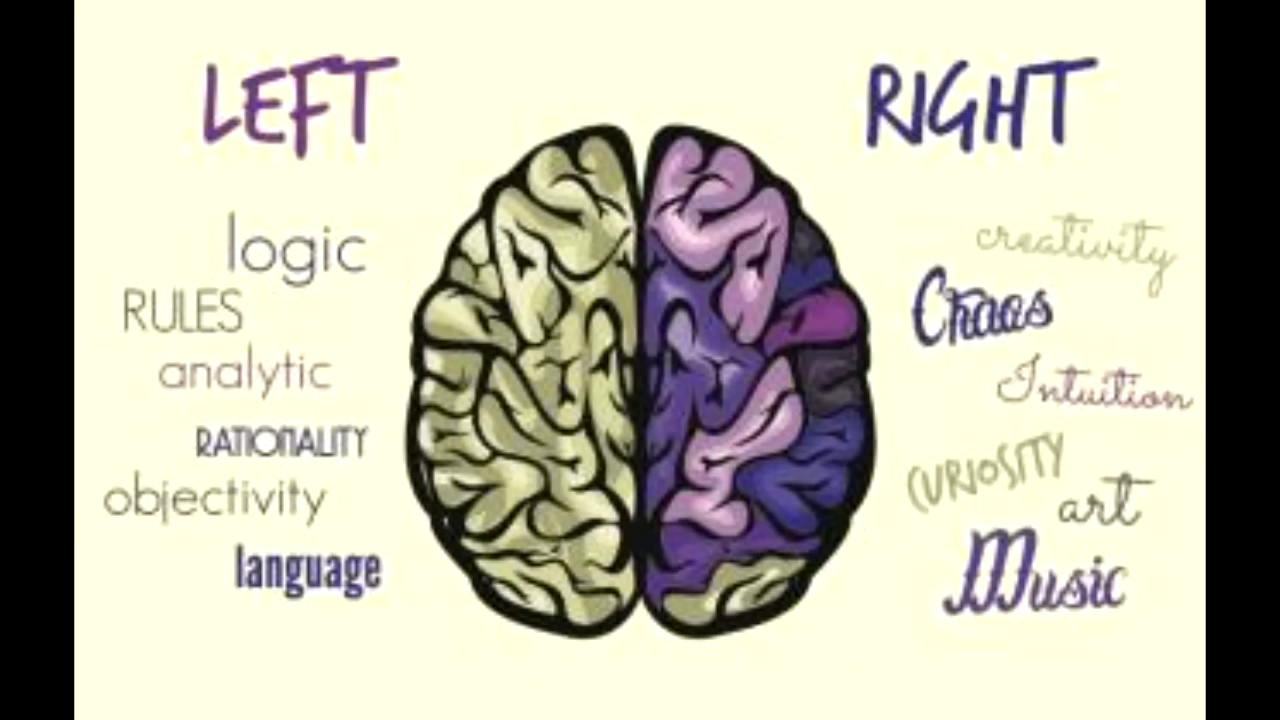 LEFT
logic
RULES
analytic
RATIONALITY
objectivity
language
RIGHT
creativity
Chaos
Intuition
CURIOSITY
art
Music